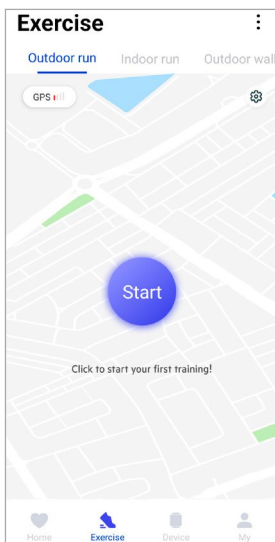 Exercise
Outdoor run Indoor run Outdoor wal
GPS
Start
Click to start your first training!
Home Exercise Device My